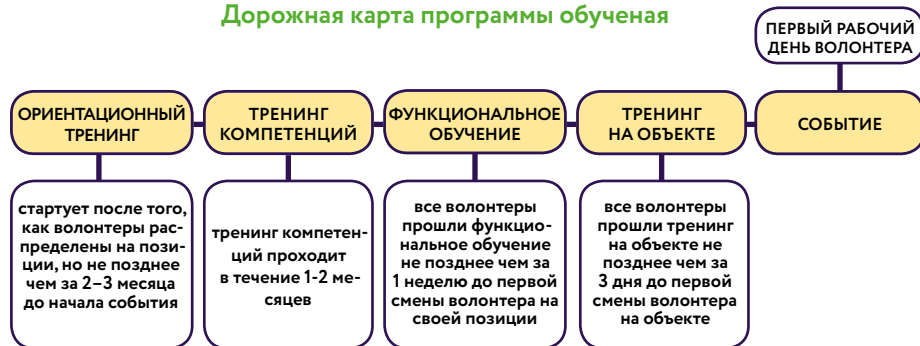 Дорожная карта программы обученая
ПЕРВЫЙ РАБОЧИЙ
ДЕНЬ ВОЛОНТЕРА
ОРИЕНТАЦИОННЫЙ
ТРЕНИНГ
ТРЕНИНГ
КОМПЕТЕНЦИЙ
ФУНКЦИОНАЛЬНОЕ
ОБУЧЕНИЕ
ТРЕНИНГ
НА ОБЪЕКТЕ
СОБЫТИЕ
стартует после того,
как волонтеры рас-
пределены на пози-
ции, но не позднее
чем за 2–3 месяца
до начала события
тренинг компетен-
ций проходит
в течение 1-2 ме-
сяцев
все волонтеры
прошли функцио-
нальное обучение
не позднее чем за
1 неделю до первой
смены волонтера на
своей позиции
все волонтеры
прошли тренинг
на объекте не
позднее чем за
3 дня до первой
смены волонтера
на объекте